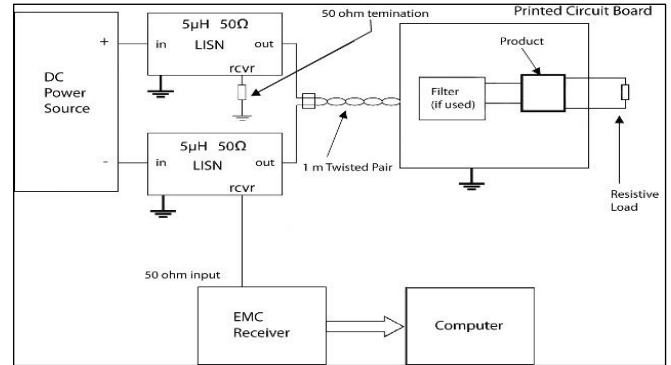 Printed Circuit Board
5µH 50Ω
50 ohm temination
+
in
out
LISN
Product
rcvr
DC
Power
Source
Filter
(if used)
5µH 50Ω
-
in
out
LISN
1 m Twisted Pair
rcvr
Resistive
Load
50 ohm input
EMC
Receiver
Computer